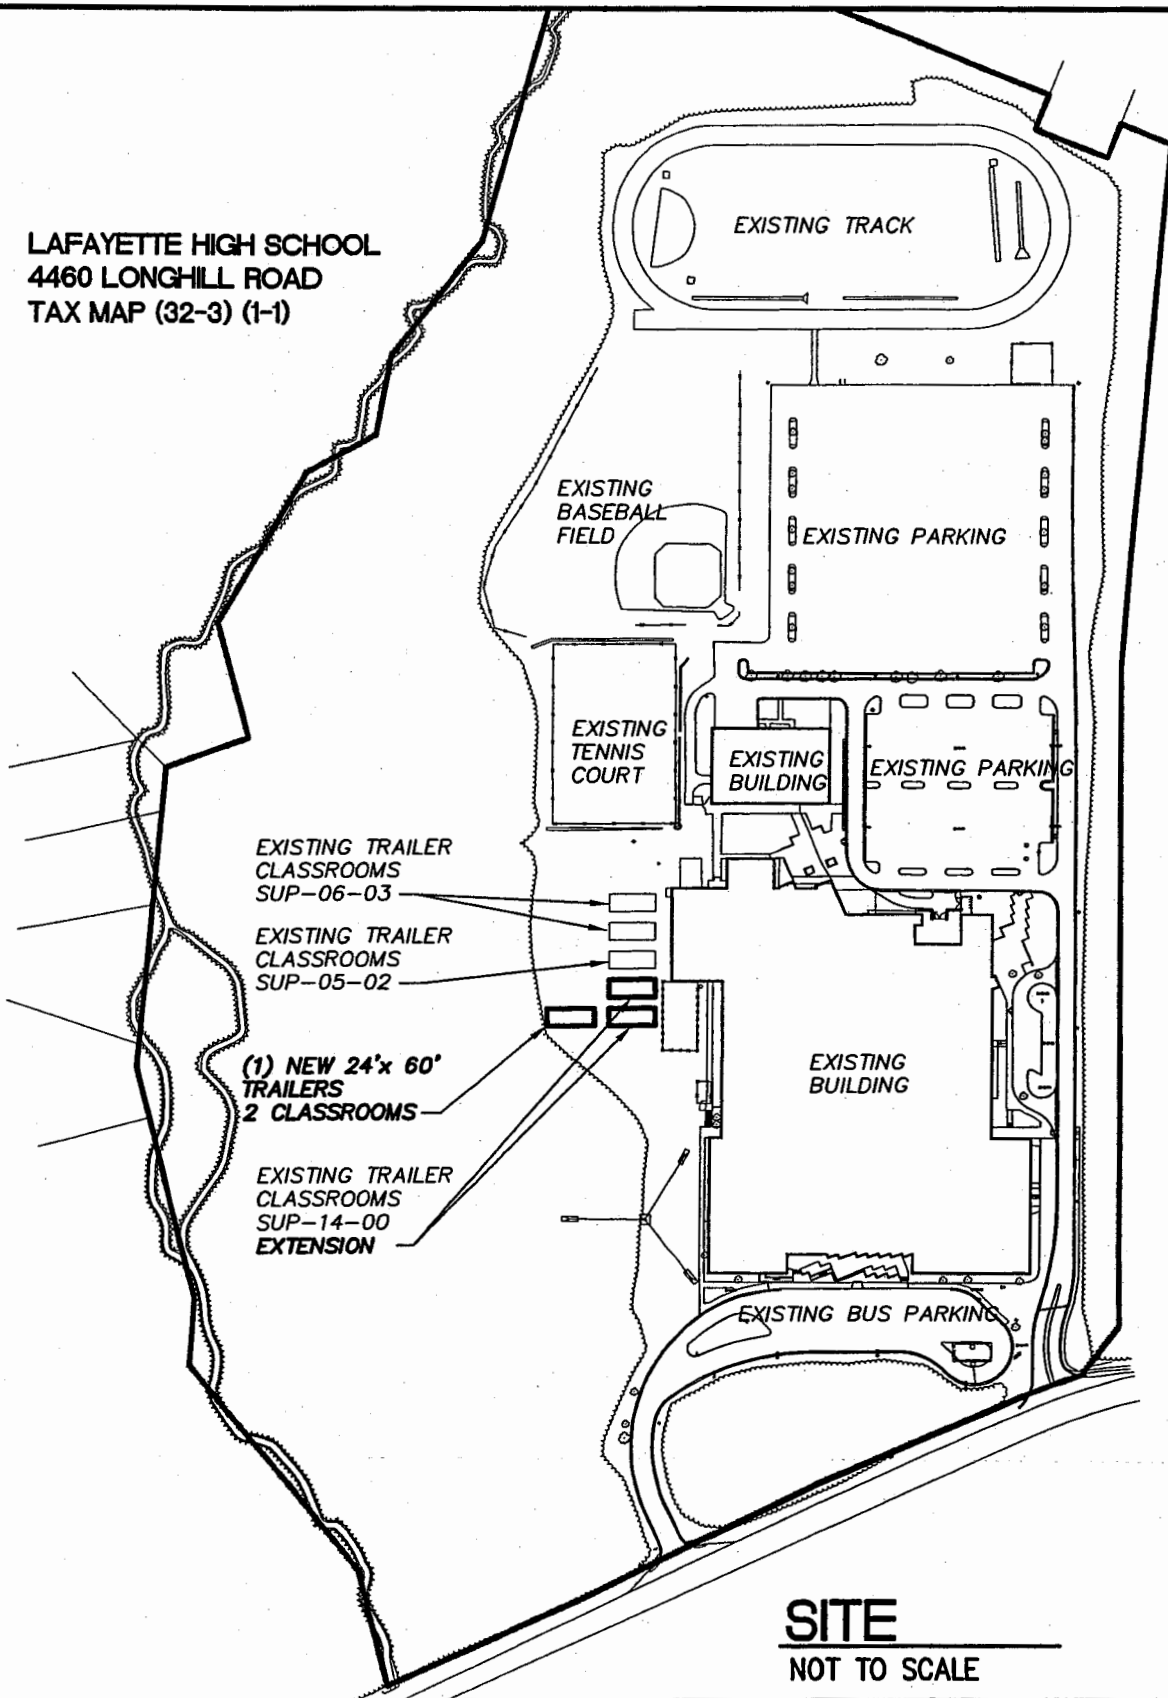 LAFAYETTE HIGH SCHOOL
4460 LONGHILL ROAD
TAX MAP (32-3) (1-1)
EXISTING TRACK
EXISTING
BASEBALL
FIELD
EXISTING PARKING
EXISTING
TENNIS
COURT
EXISTING
BUILDING
EXISTING PARKING
EXISTING TRAILER
CLASSROOMS
SUP-06-03
EXISTING TRAILER
CLASSROOMS
SUP-05-02
(1) NEW 24'x 60'
TRAILERS
2 CLASSROOMS
EXISTING
BUILDING
EXISTING TRAILER
CLASSROOMS
SUP-14-00
EXTENSION
EXISTING BUS PARKING
SITE
NOT TO SCALE